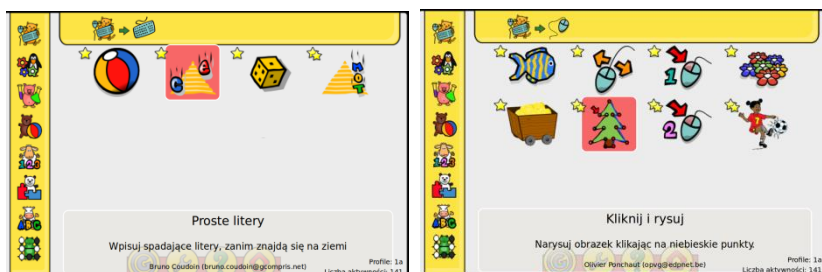 Proste litery
Wpisuj spadające litery, zanim znajdą się na ziemi
Profile: 1a
Bruno Coudoin (bruno.coudoin@gcompris.net)
Liczba aktywności: 141
Kliknij i rysuj
Narysuj obrazek klikając na niebieskie punkty.
Profile: 1a
Olivier Ponchaut (opvg@edpnet.be)
Liczba aktywności: 141